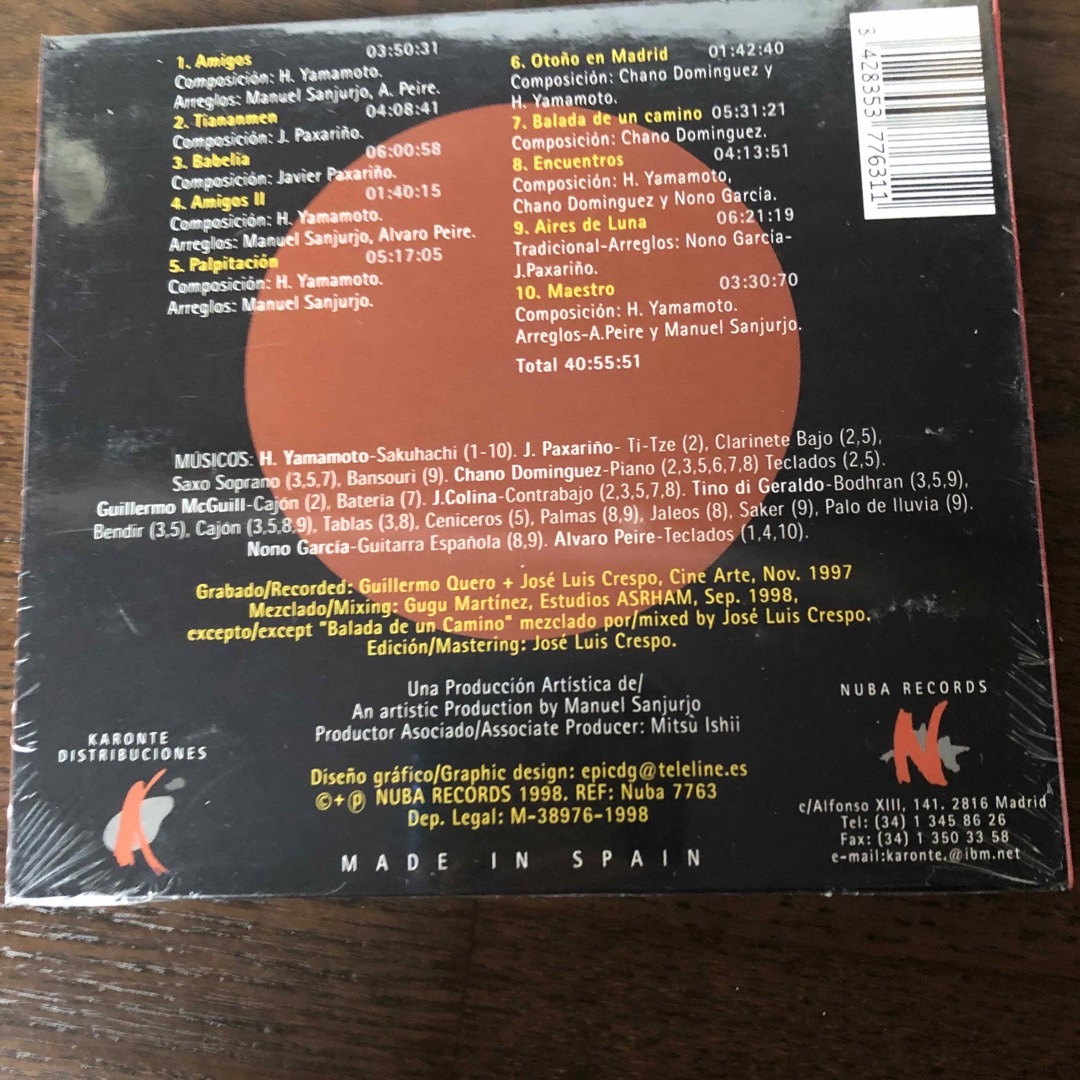 1. Amigos 03:50:31
Composición: H. Yamamoto.
Arreglos: Manuel Sanjurjo, A. Peire.
2. Tiananmen 04:08:41
Composición: J. Paxariño.
3. Babelia 06:00:58
Composición: Javier Paxariño.
4. Amigos II 01:40:15
Composición: H. Yamamoto.
Arreglos: Manuel Sanjurjo, Alvaro Peire.
5. Palpitación 05:17:05
Composición: H. Yamamoto.
Arreglos: Manuel Sanjurjo.
6. Otoño en Madrid 01:42:40
Composición: Chano Dominguez y
H. Yamamoto.
7. Balada de un camino 05:31:21
Composición: Chano Dominguez.
8. Encuentros 04:13:51
Composición: H. Yamamoto,
Chano Dominguez y Nono García.
9. Aires de Luna 06:21:19
Tradicional-Arreglos: Nono García-
J.Paxariño.
10. Maestro 03:30:70
Composición: H. Yamamoto.
Arreglos-A.Peire y Manuel Sanjurjo.
Total 40:55:51
3 428353 776311
MÚSICOS: H. Yamamoto-Sakuhachi (1-10). J. Paxariño- Ti-Tze (2), Clarinete Bajo (2,5),
Saxo Soprano (3,5,7), Bansouri (9). Chano Dominguez-Piano (2,3,5,6,7,8) Teclados (2,5).
Guillermo McGuill-Cajón (2), Batería (7). J.Colina-Contrabajo (2,3,5,7,8). Tino di Geraldo-Bodhran (3,5,9),
Bendir (3,5), Cajón (3,5,8,9), Tablas (3,8), Ceniceros (5), Palmas (8,9), Jaleos (8), Saker (9), Palo de lluvia (9).
Nono García-Guitarra Española (8,9). Alvaro Peire-Teclados (1,4,10).
Grabado/Recorded: Guillermo Quero + José Luis Crespo, Cine Arte, Nov. 1997
Mezclado/Mixing: Gugu Martínez, Estudios ASRHAM, Sep. 1998,
excepto/except "Balada de un Camino" mezclado por/mixed by José Luis Crespo.
Edición/Mastering: José Luis Crespo.
Una Producción Artística de/
An artistic Production by Manuel Sanjurjo
Productor Asociado/Associate Producer: Mitsù Ishii
KARONTE
DISTRIBUCIONES
K
NUBA RECORDS
N
Diseño gráfico/Graphic design: epicdg@teleline.es
©+℗ NUBA RECORDS 1998. REF: Nuba 7763
Dep. Legal: M-38976-1998
c/Alfonso XIII, 141. 2816 Madrid
Tel: (34) 1 345 86 26
Fax: (34) 1 350 33 58
e-mail:karonte.@ibm.net
MADE IN SPAIN